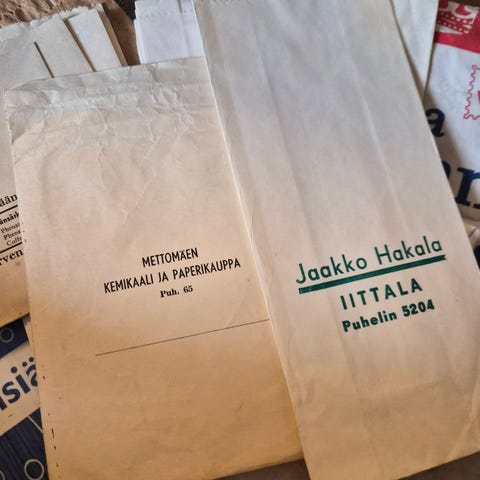 METTOMÄEN
KEMIKAALI JA PAPERIKAUPPA
Puh. 65
Jaakko Hakala
IITTALA
Puhelin 5204